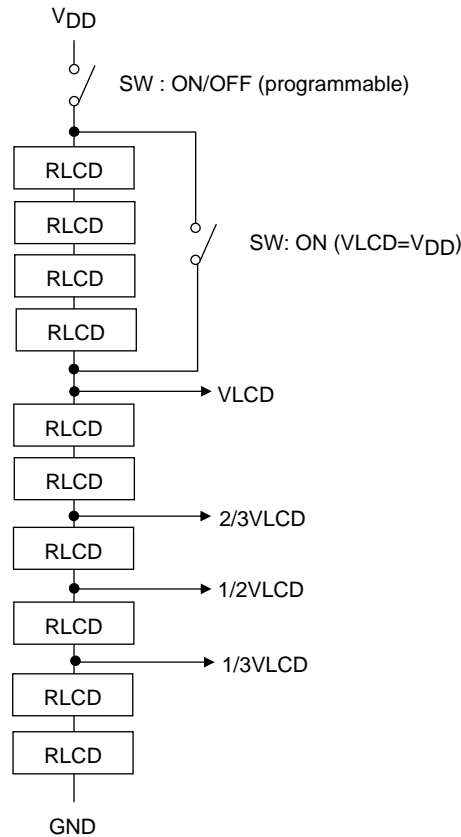 VDD
SW : ON/OFF (programmable)
RLCD
RLCD
SW: ON (VLCD=VDD)
RLCD
RLCD
VLCD
RLCD
RLCD
2/3VLCD
RLCD
1/2VLCD
RLCD
1/3VLCD
RLCD
RLCD
GND